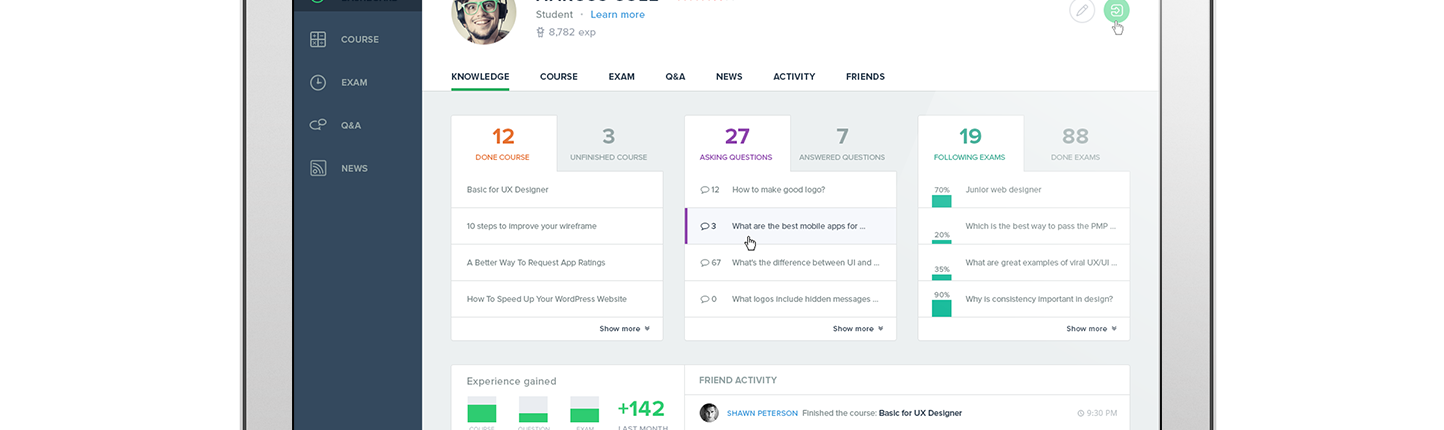 COURSE
EXAM
Q&A
NEWS
Student · Learn more
8,782 exp
KNOWLEDGE COURSE EXAM Q&A NEWS ACTIVITY FRIENDS
12
DONE COURSE
3
UNFINISHED COURSE
Basic for UX Designer
10 steps to improve your wireframe
A Better Way To Request App Ratings
How To Speed Up Your WordPress Website
Show more
27
ASKING QUESTIONS
7
ANSWERED QUESTIONS
12 How to make good logo?
3 What are the best mobile apps for ...
67 What's the difference between UI and ...
0 What logos include hidden messages ...
Show more
19
FOLLOWING EXAMS
88
DONE EXAMS
70% Junior web designer
20% Which is the best way to pass the PMP ...
35% What are great examples of viral UX/UI ...
90% Why is consistency important in design?
Show more
Experience gained
COURSE QUESTION EXAM
+142
LAST MONTH
FRIEND ACTIVITY
SHAWN PETERSON Finished the course: Basic for UX Designer 9:30 PM